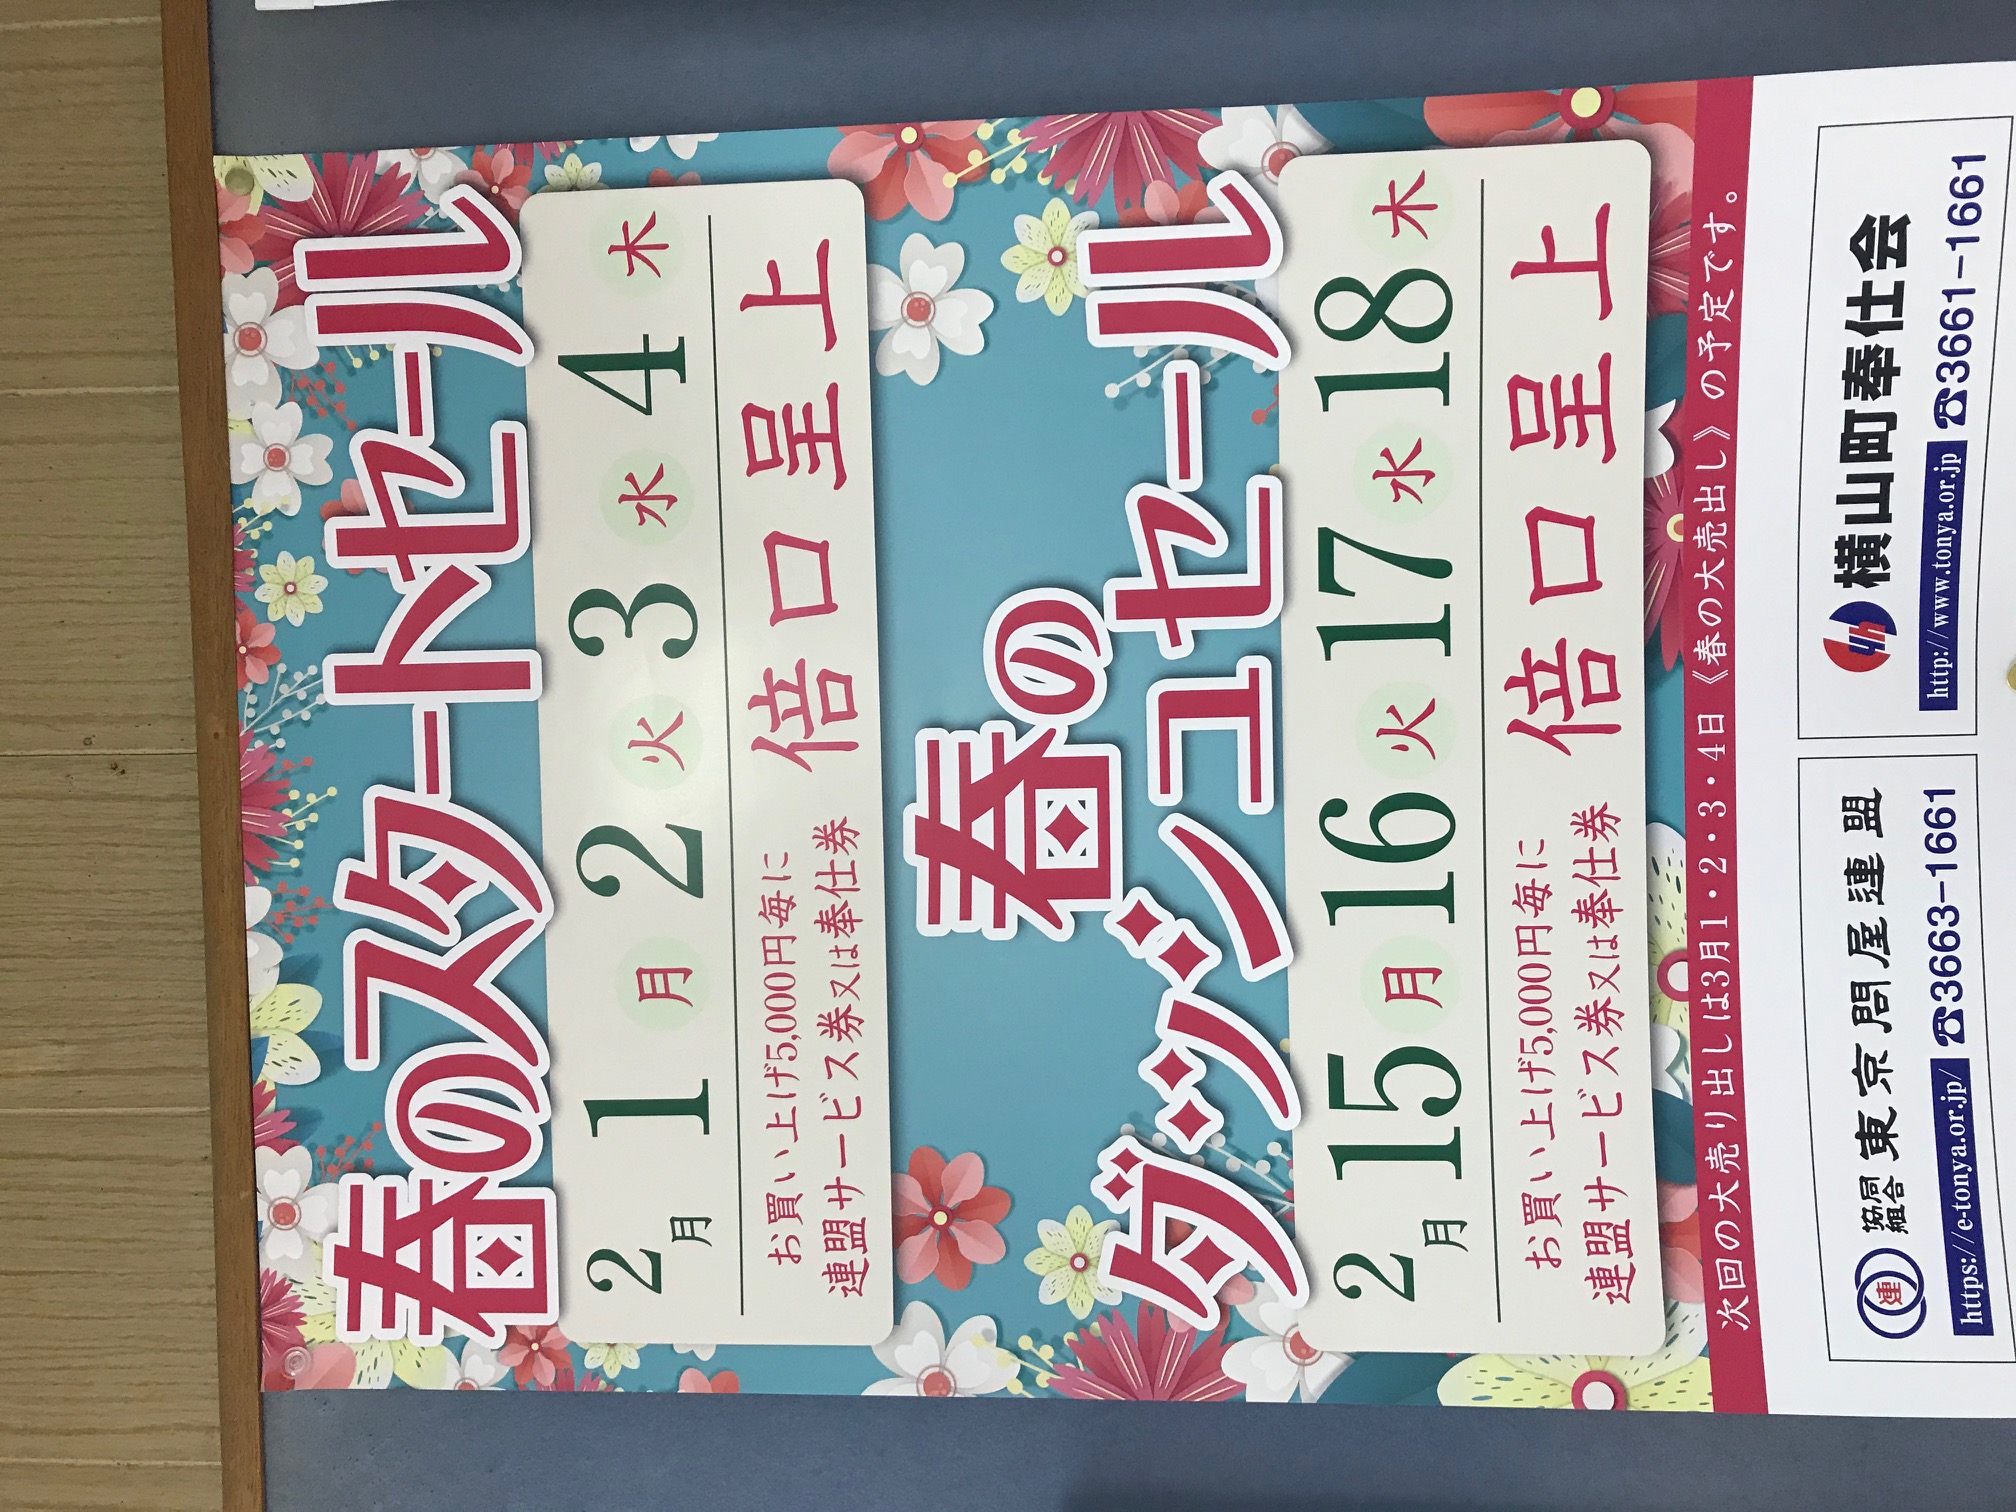 春のスタートセール
2月 1月 2火 3水 4木
お買い上げ5,000円毎に
連盟サービス券又は奉仕券
倍口呈上
春の
ダッシュセール
2月 15月 16火 17水 18木
お買い上げ5,000円毎に
連盟サービス券又は奉仕券
倍口呈上
次回の大売り出しは3月1・2・3・4日《春の大売出し》の予定です。
連 協同組合 東京問屋連盟
https://e-tonya.or.jp/ ☎3663-1661
横山町奉仕会
http://www.tonya.or.jp ☎3661-1661